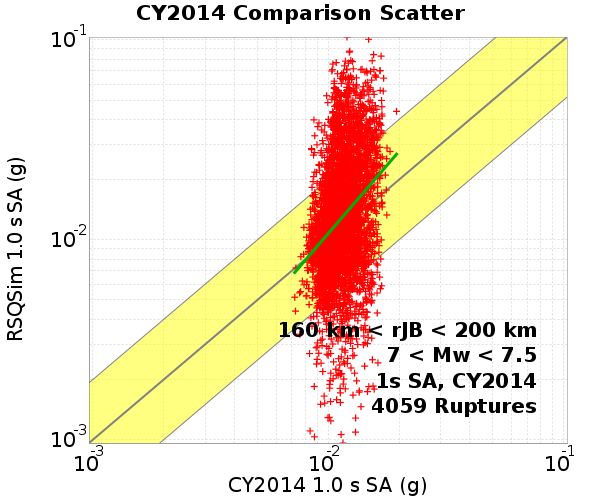 CY2014 Comparison Scatter
RSQSim 1.0 s SA (g)
10-1
10-2
10-3
160 km < rJB < 200 km
7 < Mw < 7.5
1s SA, CY2014
4059 Ruptures
10-3 10-2 10-1
CY2014 1.0 s SA (g)